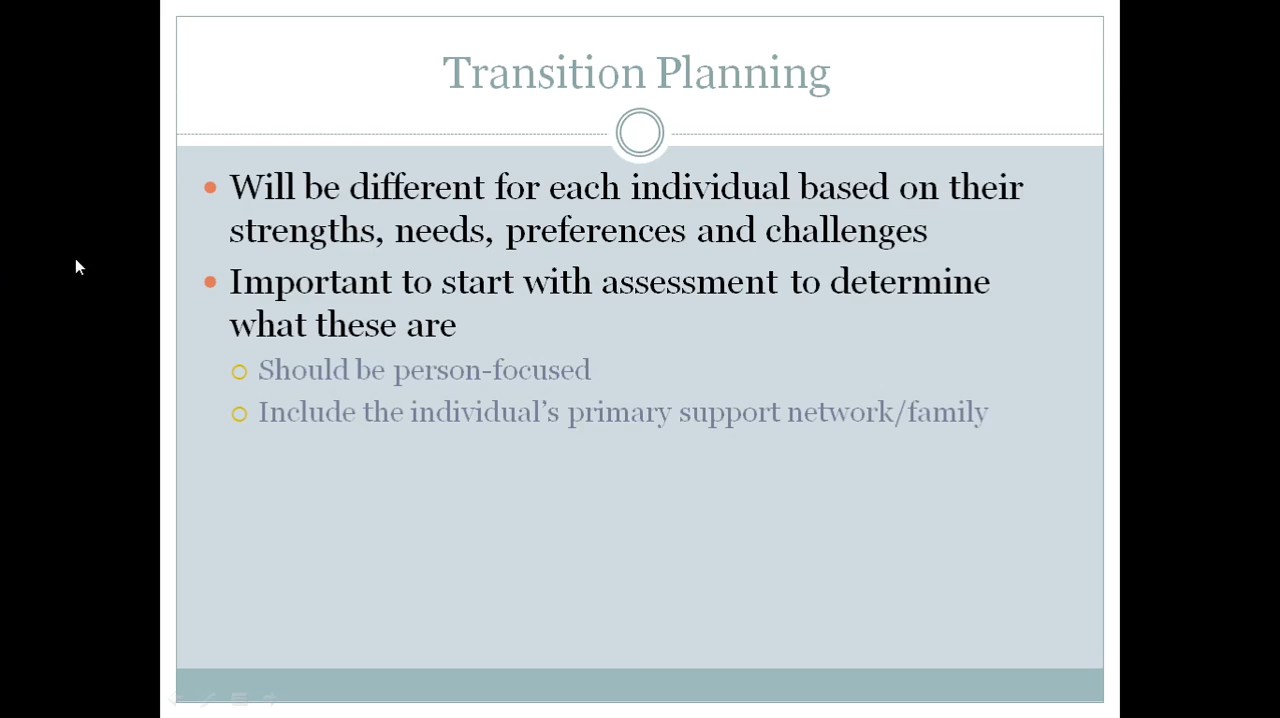 Transition Planning
Will be different for each individual based on their
strengths, needs, preferences and challenges
Important to start with assessment to determine
what these are
Should be person-focused
Include the individual’s primary support network/family